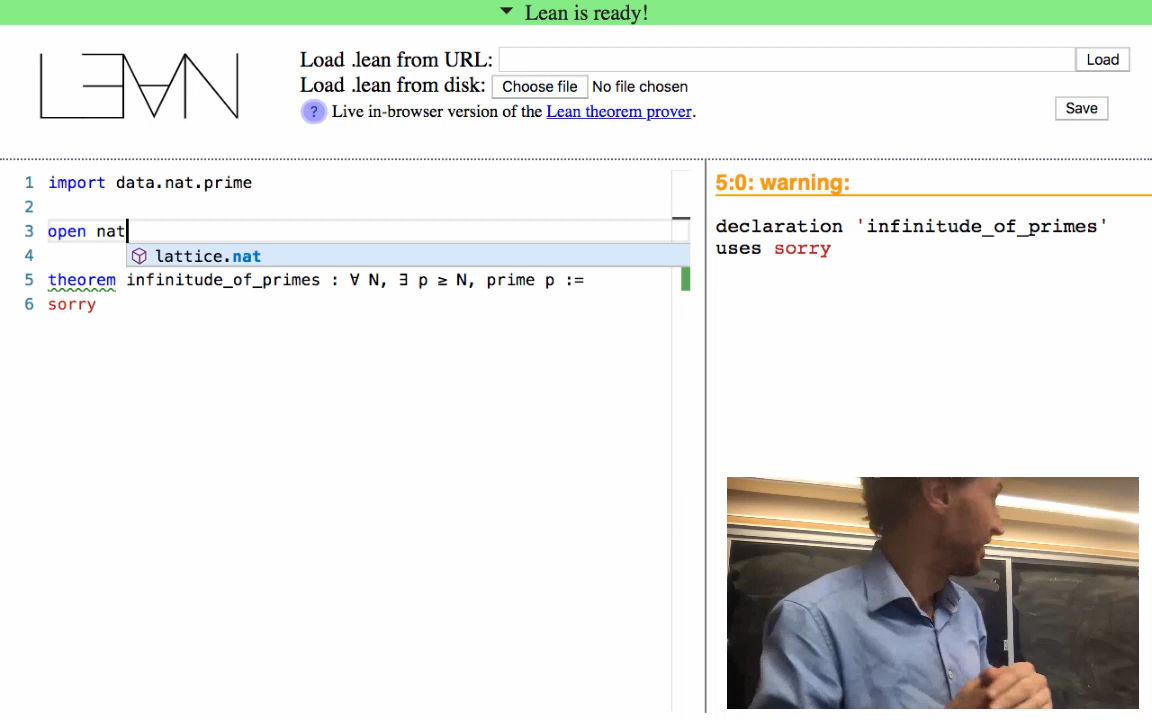 Lean is ready!
LEAN
Load .lean from URL: Load
Load .lean from disk: Choose file No file chosen
? Live in-browser version of the Lean theorem prover.
Save
1 import data.nat.prime
2
3 open nat
4 lattice.nat
5 theorem infinitude_of_primes : ∀ N, ∃ p ≥ N, prime p :=
6 sorry
5:0: warning:
declaration 'infinitude_of_primes'
uses sorry